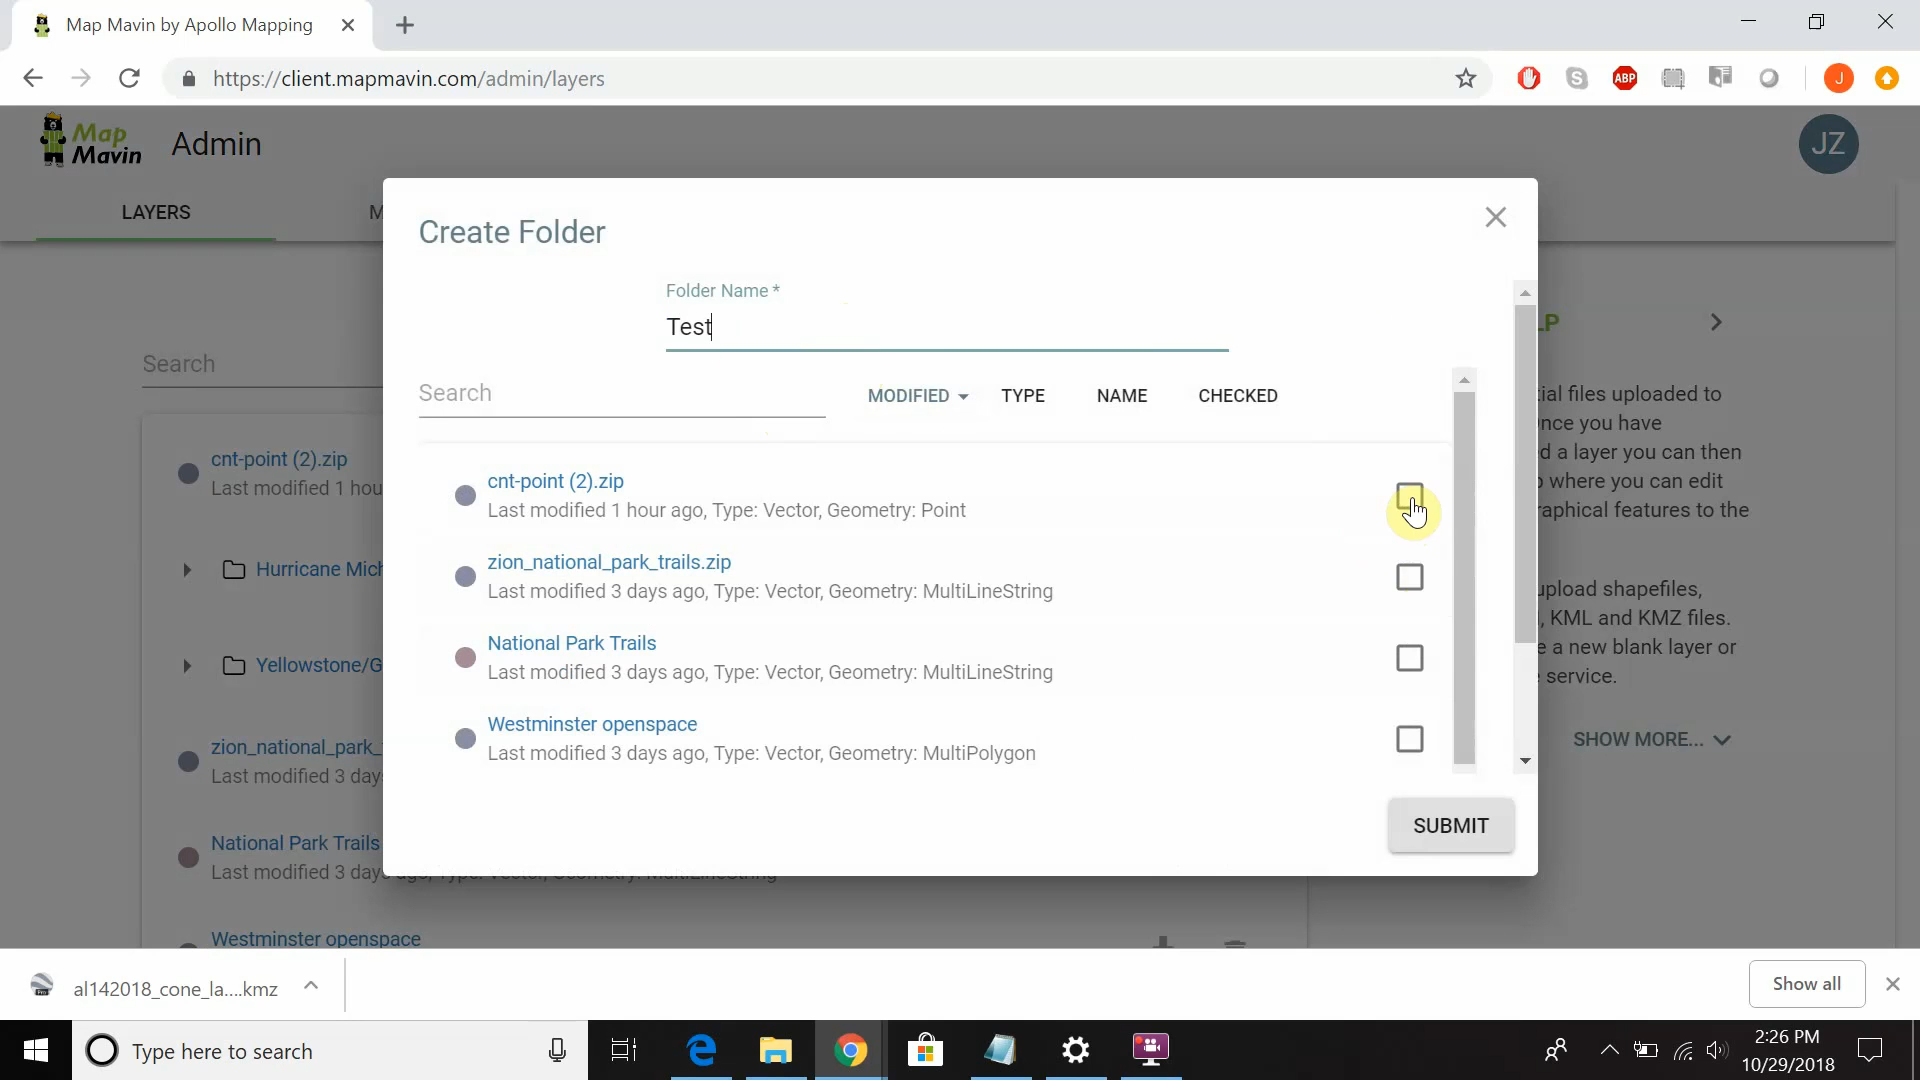 Map Mavin by Apollo Mapping
https://client.mapmavin.com/admin/layers
ABP
J
Map
Mavin
Admin
JZ
LAYERS
M
Create Folder
Folder Name *
Test
Search
MODIFIED
TYPE
NAME
CHECKED
cnt-point (2).zip
Last modified 1 hour ago, Type: Vector, Geometry: Point
zion_national_park_trails.zip
Last modified 3 days ago, Type: Vector, Geometry: MultiLineString
National Park Trails
Last modified 3 days ago, Type: Vector, Geometry: MultiLineString
Westminster openspace
Last modified 3 days ago, Type: Vector, Geometry: MultiPolygon
SUBMIT
Search
cnt-point (2).zip
Last modified 1 hou
Hurricane Mich
Yellowstone/G
zion_national_park_
Last modified 3 day
National Park Trails
Last modified 3 days
Westminster openspace
LP
ial files uploaded to
nce you have
d a layer you can then
where you can edit
raphical features to the
upload shapefiles,
, KML and KMZ files.
e a new blank layer or
service.
SHOW MORE...
al142018_cone_la....kmz
Show all
Type here to search
2:26 PM
10/29/2018